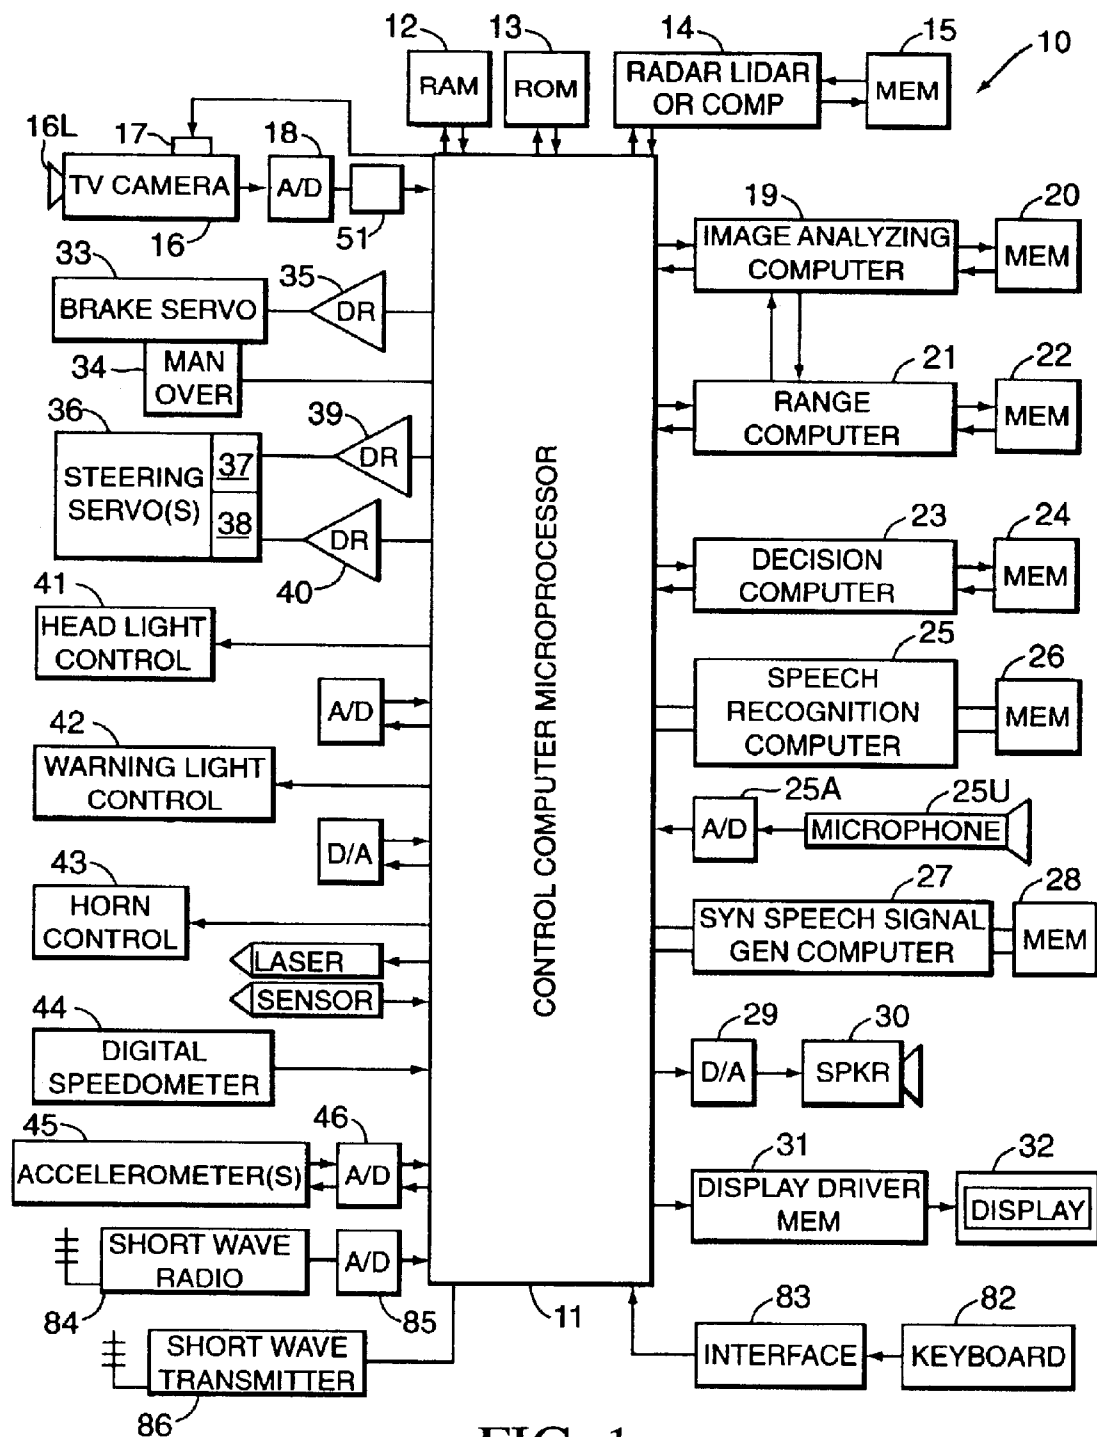 12
13
14
15
10
RAM
ROM
RADAR LIDAR
OR COMP
MEM
16L
17
18
TV CAMERA
A/D
16
51
19
20
IMAGE ANALYZING
COMPUTER
MEM
33
35
BRAKE SERVO
DR
34
MAN
OVER
21
22
RANGE
COMPUTER
MEM
36
39
STEERING
SERVO(S)
37
38
DR
DR
40
CONTROL COMPUTER MICROPROCESSOR
23
24
DECISION
COMPUTER
MEM
41
HEAD LIGHT
CONTROL
25
26
SPEECH
RECOGNITION
COMPUTER
MEM
A/D
42
WARNING LIGHT
CONTROL
25A
25U
A/D
MICROPHONE
D/A
43
HORN
CONTROL
27
28
SYN SPEECH SIGNAL
GEN COMPUTER
MEM
LASER
SENSOR
44
DIGITAL
SPEEDOMETER
29
30
D/A
SPKR
45
46
ACCELEROMETER(S)
A/D
31
32
DISPLAY DRIVER
MEM
DISPLAY
SHORT WAVE
RADIO
A/D
84
85
11
83
82
SHORT WAVE
TRANSMITTER
INTERFACE
KEYBOARD
86
FIG. 1